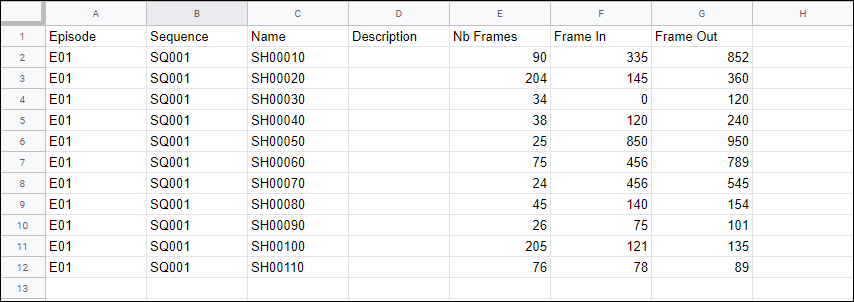 A B C D E F G H
1 Episode Sequence Name Description Nb Frames Frame In Frame Out
2 E01 SQ001 SH00010 90 335 852
3 E01 SQ001 SH00020 204 145 360
4 E01 SQ001 SH00030 34 0 120
5 E01 SQ001 SH00040 38 120 240
6 E01 SQ001 SH00050 25 850 950
7 E01 SQ001 SH00060 75 456 789
8 E01 SQ001 SH00070 24 456 545
9 E01 SQ001 SH00080 45 140 154
10 E01 SQ001 SH00090 26 75 101
11 E01 SQ001 SH00100 205 121 135
12 E01 SQ001 SH00110 76 78 89
13